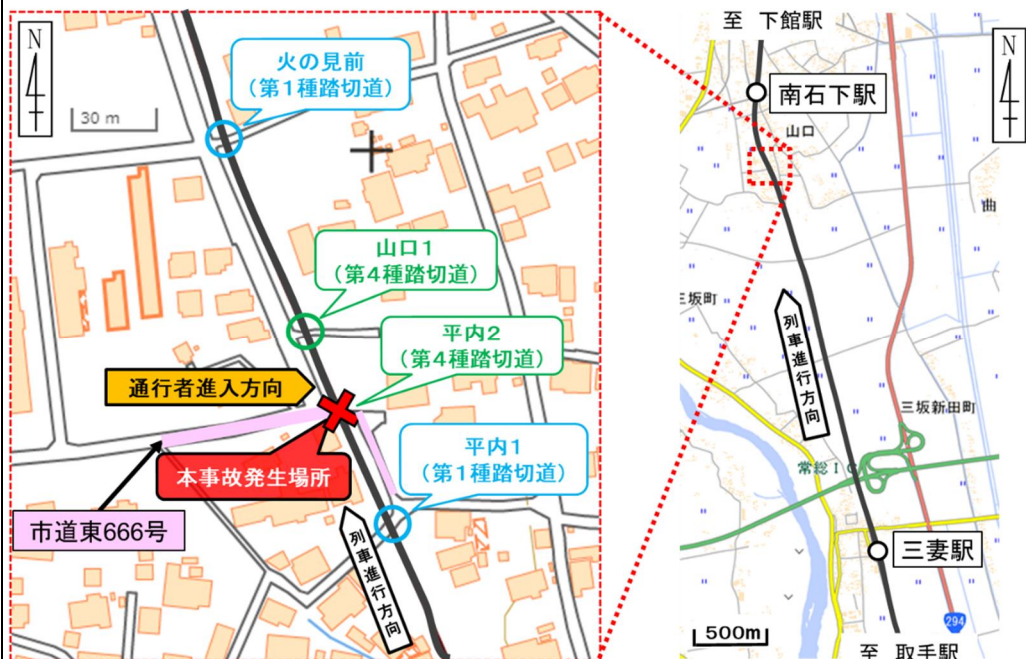 N
30 m
火の見前
(第1種踏切道)
山口1
(第4種踏切道)
平内2
(第4種踏切道)
通行者進入方向
本事故発生場所
平内1
(第1種踏切道)
市道東666号
列車進行方向
至 下館駅
N
南石下駅
山口
曲
三坂町
列車進行方向
三坂新田町
常総IC
三妻駅
294
500m
至 取手駅